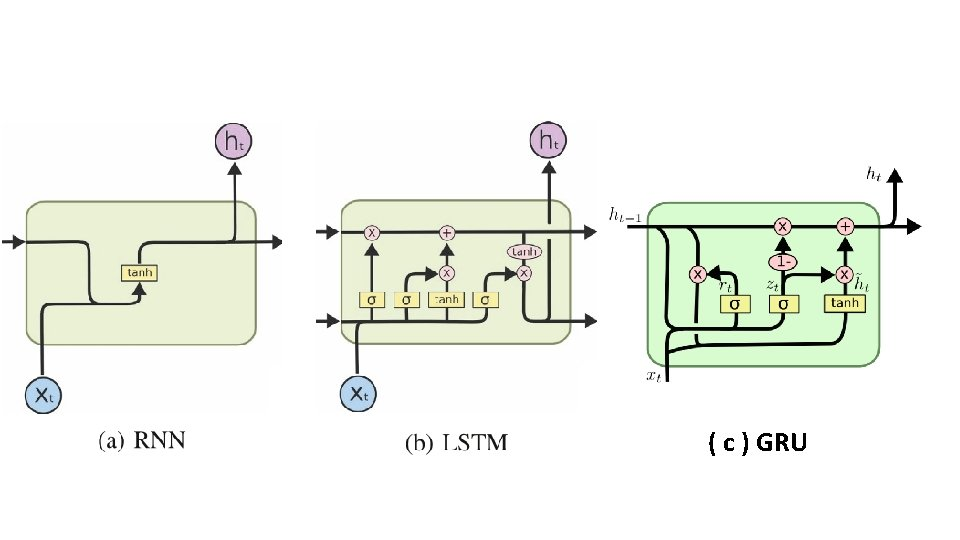 hₜ
tanh
Xₜ
(a) RNN
hₜ
x
+
tanh
x
x
σ
σ
tanh
σ
Xₜ
(b) LSTM
hₜ
hₜ₋₁
x
+
1-
x
rₜ
zₜ
x
h̃ₜ
σ
σ
tanh
xₜ
( c ) GRU